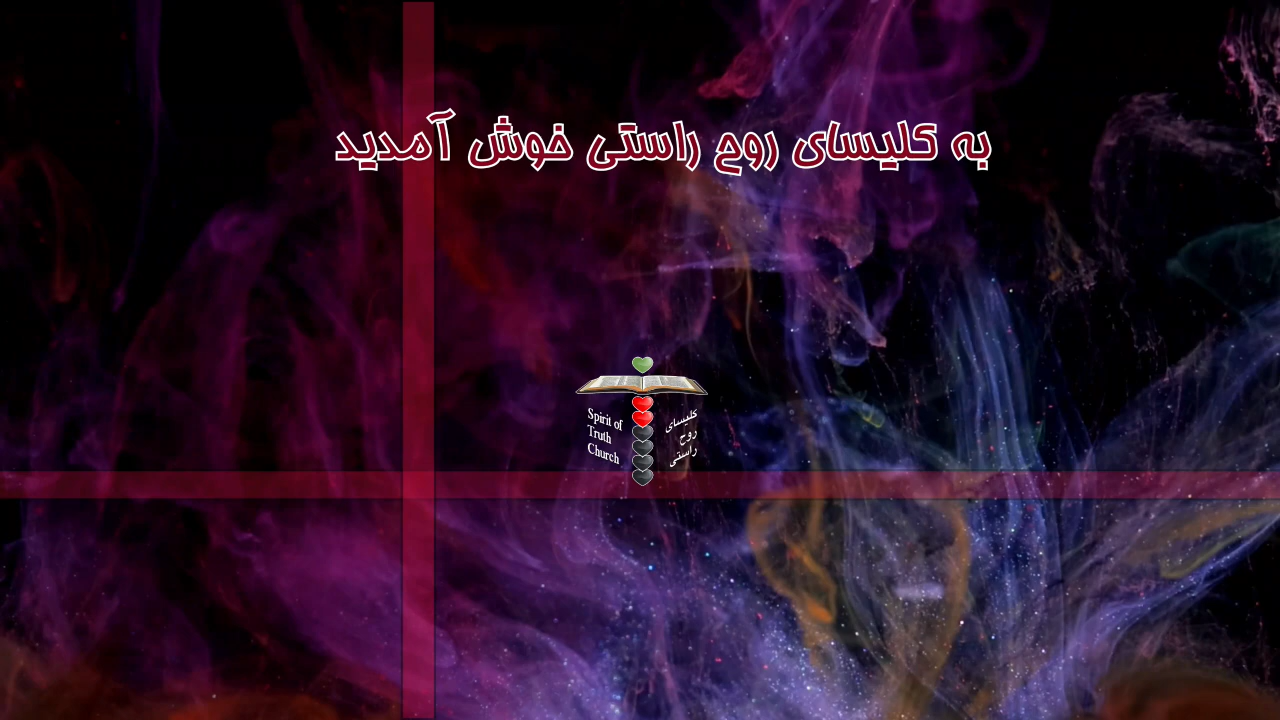 به کلیسای روح راستی خوش آمدید
Spirit of
Truth
Church
کلیسای
روح
راستی